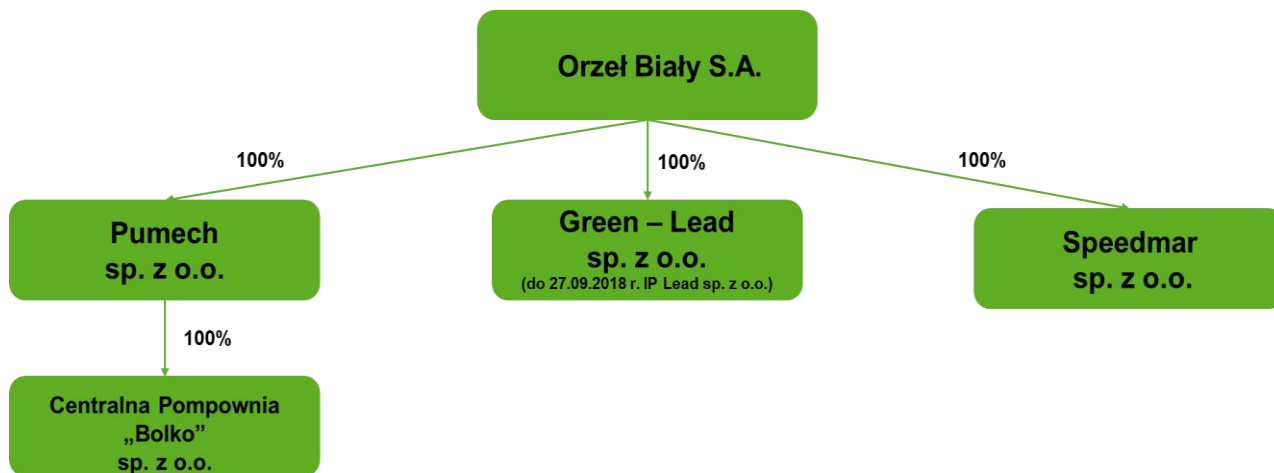 Orzeł Biały S.A.
100%
100%
100%
Pumech
sp. z o.o.
Green – Lead
sp. z o.o.
(do 27.09.2018 r. IP Lead sp. z o.o.)
Speedmar
sp. z o.o.
100%
Centralna Pompownia
„Bolko”
sp. z o.o.